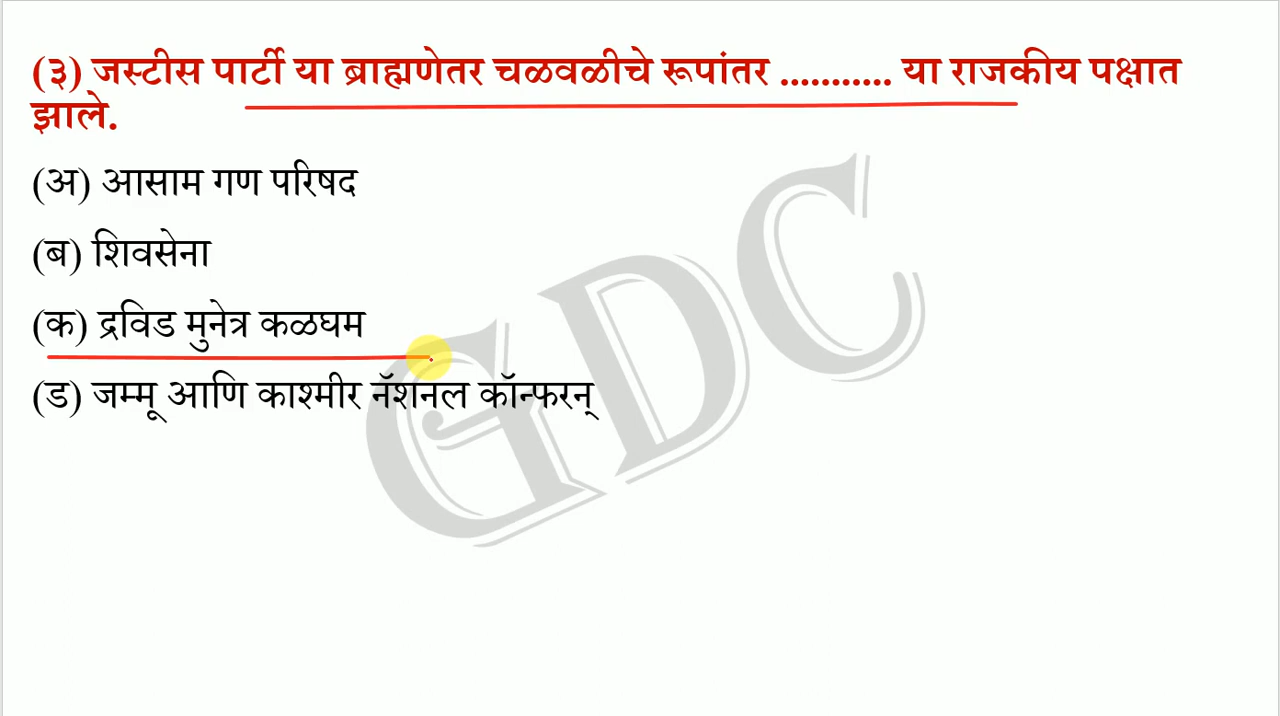 (३) जस्टीस पार्टी या ब्राह्मणेतर चळवळीचे रूपांतर ........... या राजकीय पक्षात
झाले.
(अ) आसाम गण परिषद
(ब) शिवसेना
(क) द्रविड मुनेत्र कळघम
(ड) जम्मू आणि काश्मीर नॅशनल कॉन्फरन्
GDC